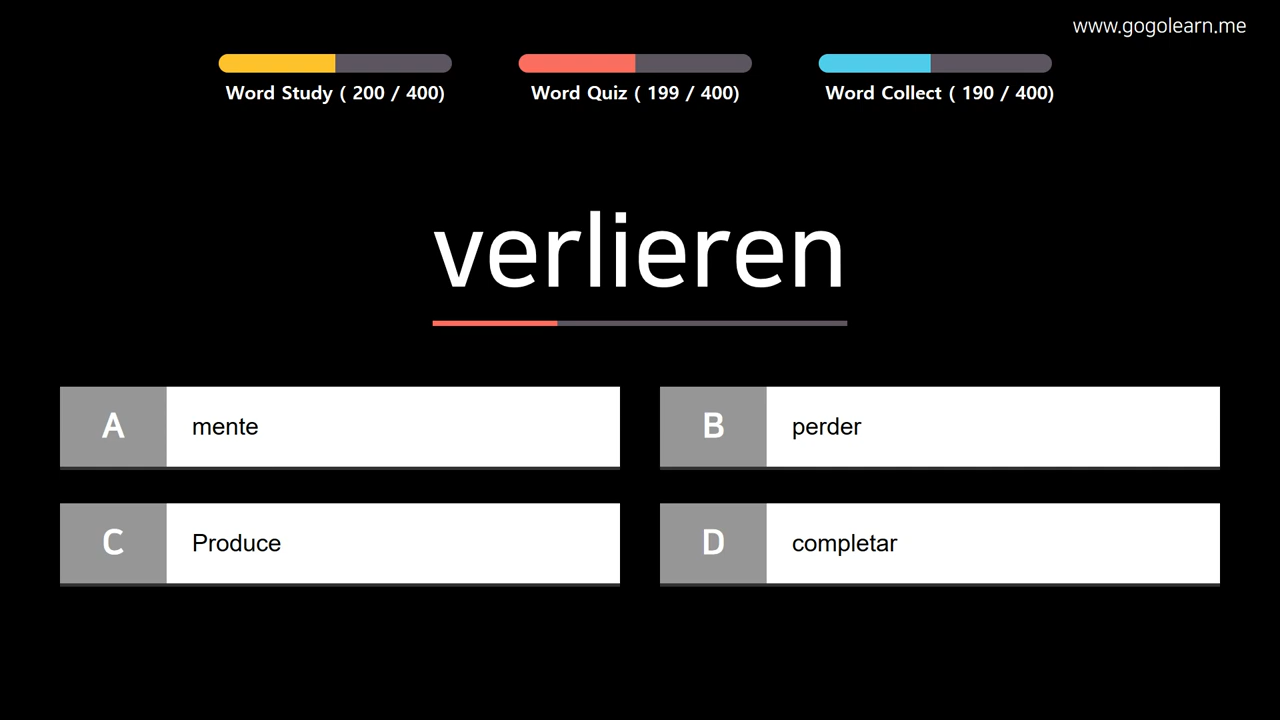 www.gogolearn.me
Word Study ( 200 / 400)
Word Quiz ( 199 / 400)
Word Collect ( 190 / 400)
verlieren
A mente
B perder
C Produce
D completar